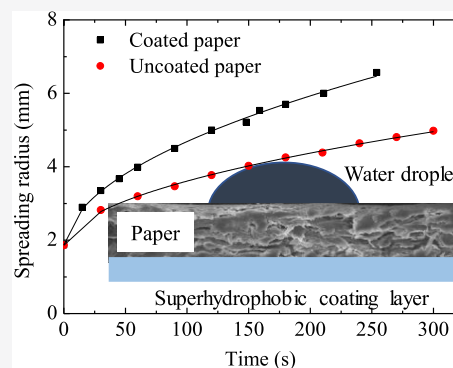 8
6
4
2
0
Spreading radius (mm)
Coated paper
Uncoated paper
Water drople
Paper
Superhydrophobic coating layer
0 50 100 150 200 250 300
Time (s)